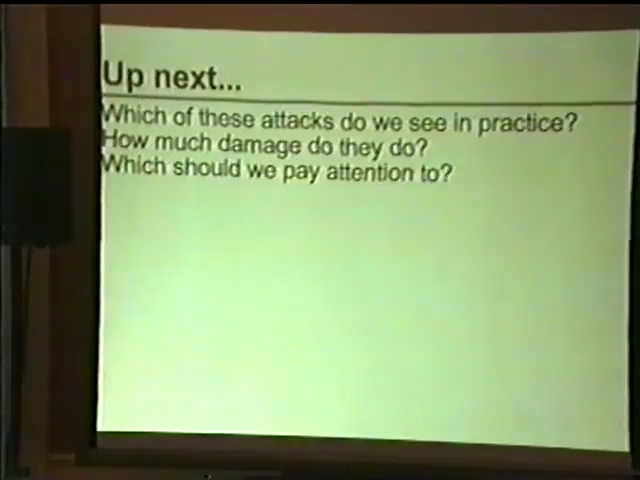 Up next...
Which of these attacks do we see in practice?
How much damage do they do?
Which should we pay attention to?